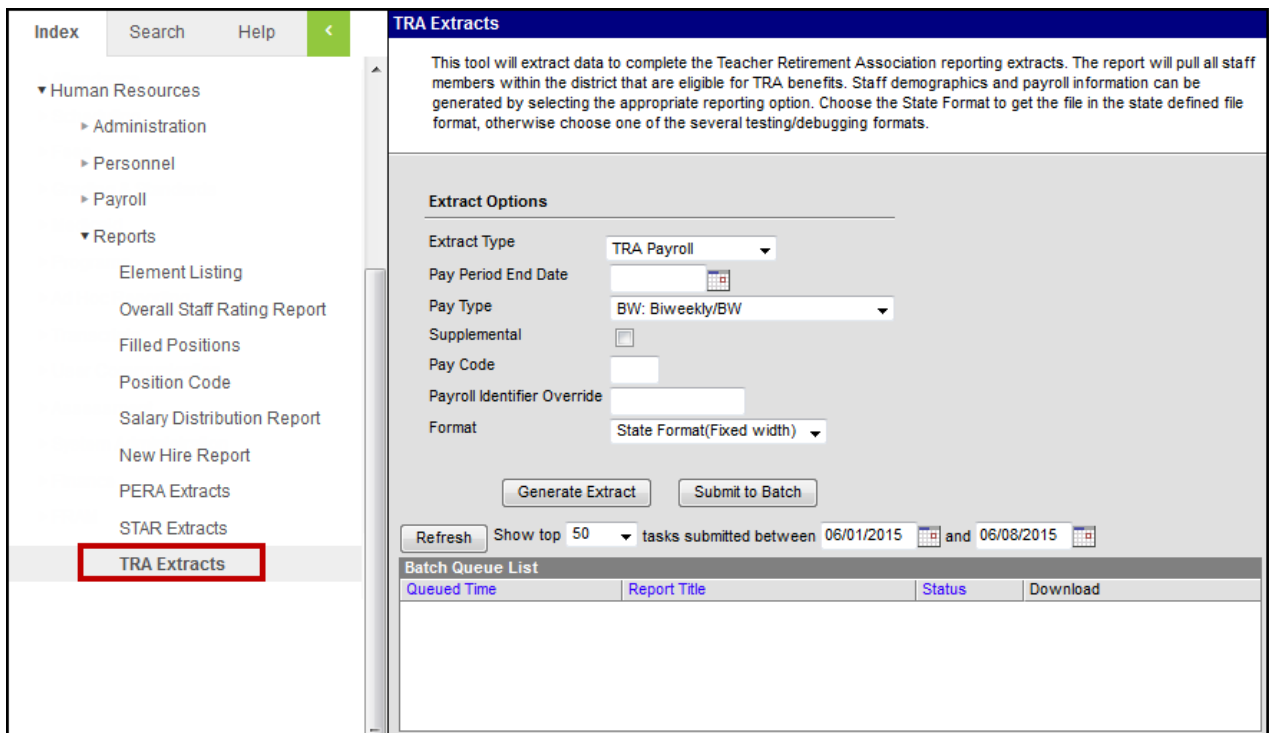 Index Search Help <
Human Resources
Administration
Personnel
Payroll
Reports
Element Listing
Overall Staff Rating Report
Filled Positions
Position Code
Salary Distribution Report
New Hire Report
PERA Extracts
STAR Extracts
TRA Extracts
TRA Extracts
This tool will extract data to complete the Teacher Retirement Association reporting extracts. The report will pull all staff
members within the district that are eligible for TRA benefits. Staff demographics and payroll information can be
generated by selecting the appropriate reporting option. Choose the State Format to get the file in the state defined file
format, otherwise choose one of the several testing/debugging formats.
Extract Options
Extract Type TRA Payroll
Pay Period End Date
Pay Type BW: Biweekly/BW
Supplemental
Pay Code
Payroll Identifier Override
Format State Format(Fixed width)
Generate Extract Submit to Batch
Refresh Show top 50 tasks submitted between 06/01/2015 and 06/08/2015
Batch Queue List
Queued Time Report Title Status Download